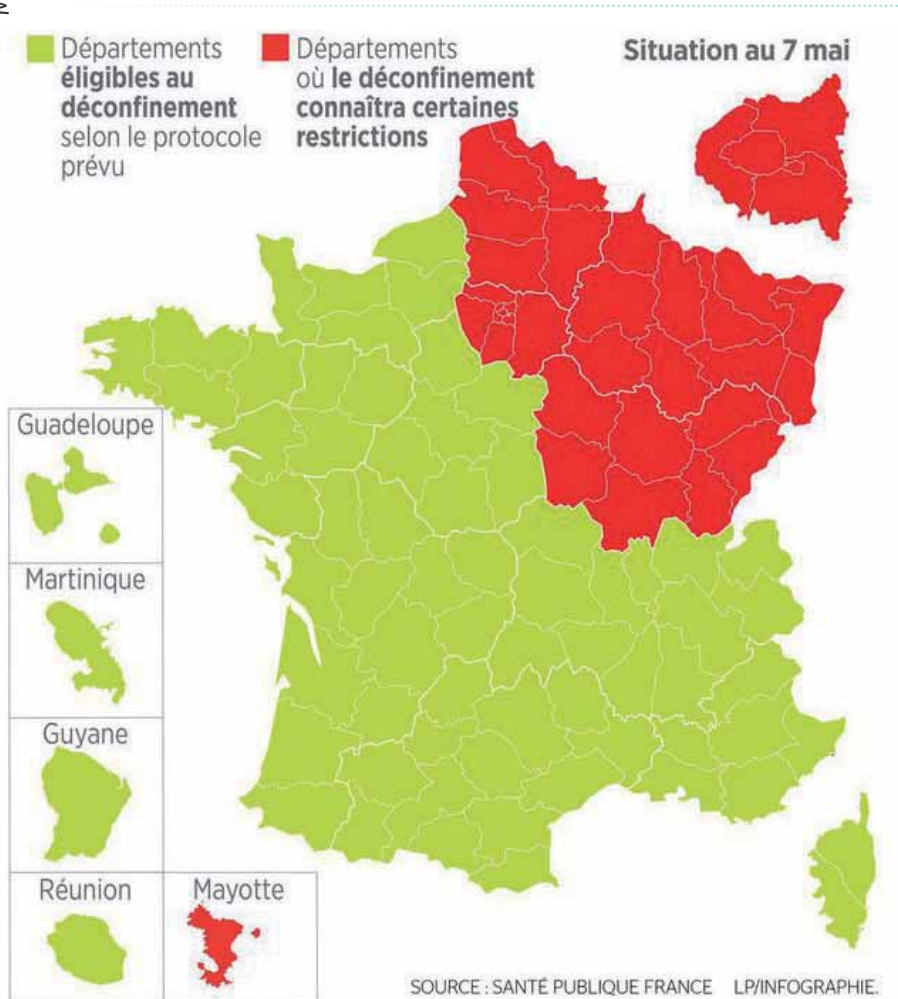 Départements
éligibles au
déconfinement
selon le protocole
prévu
Départements
où le déconfinement
connaîtra certaines
restrictions
Situation au 7 mai
Guadeloupe
Martinique
Guyane
Réunion
Mayotte
SOURCE : SANTÉ PUBLIQUE FRANCE LP/INFOGRAPHIE.